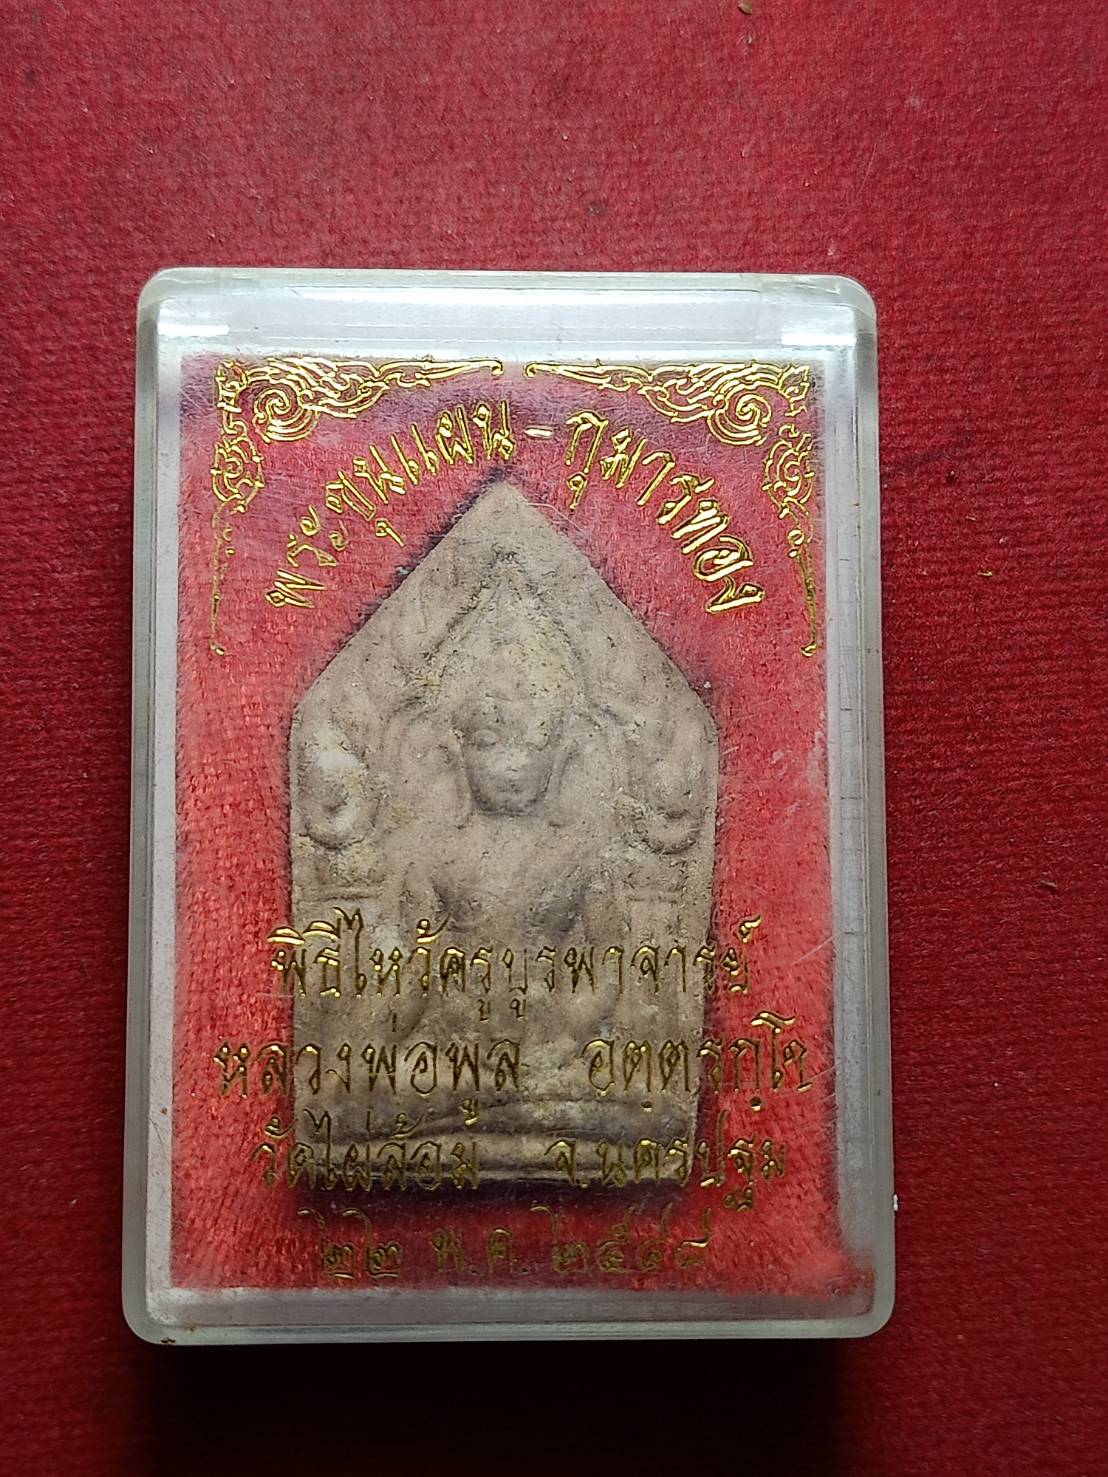 พระขุนแผน - กุมารทอง
พิธีไหว้ครูบูรพาจารย์
หลวงพ่อพูล อตฺตรกฺโข
วัดไผ่ล้อม จ.นครปฐม
๒๒ พ.ค. ๒๕๔๘